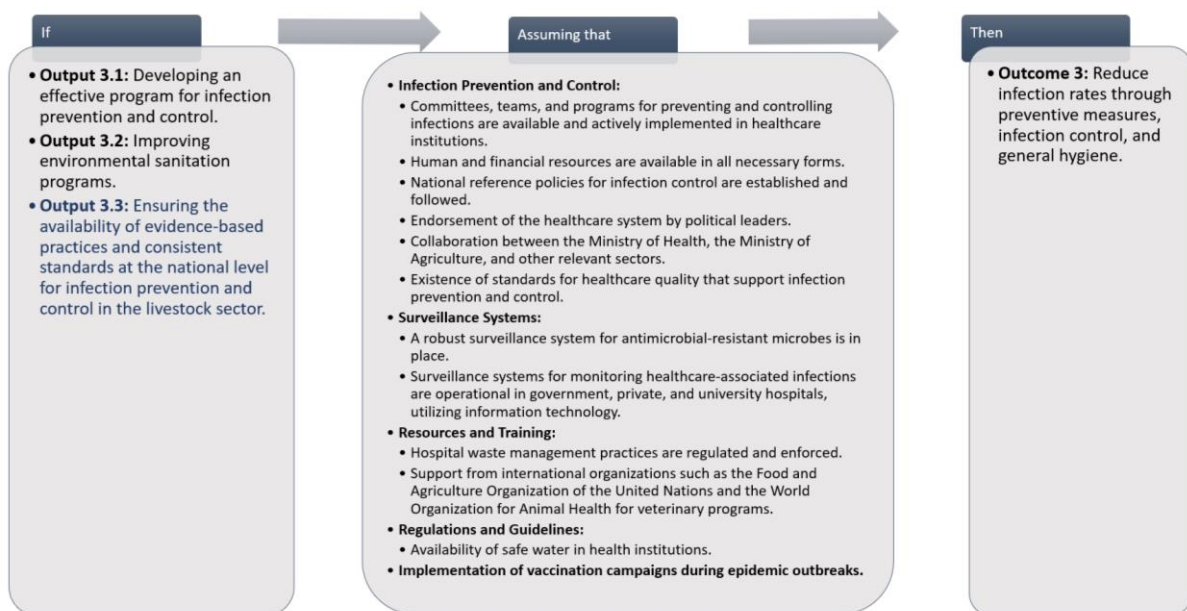 If
Assuming that
Then
• Output 3.1: Developing an
effective program for infection
prevention and control.
• Output 3.2: Improving
environmental sanitation
programs.
• Output 3.3: Ensuring the
availability of evidence-based
practices and consistent
standards at the national level
for infection prevention and
control in the livestock sector.
• Infection Prevention and Control:
• Committees, teams, and programs for preventing and controlling
infections are available and actively implemented in healthcare
institutions.
• Human and financial resources are available in all necessary forms.
• National reference policies for infection control are established and
followed.
• Endorsement of the healthcare system by political leaders.
• Collaboration between the Ministry of Health, the Ministry of
Agriculture, and other relevant sectors.
• Existence of standards for healthcare quality that support infection
prevention and control.
• Surveillance Systems:
• A robust surveillance system for antimicrobial-resistant microbes is in
place.
• Surveillance systems for monitoring healthcare-associated infections
are operational in government, private, and university hospitals,
utilizing information technology.
• Resources and Training:
• Hospital waste management practices are regulated and enforced.
• Support from international organizations such as the Food and
Agriculture Organization of the United Nations and the World
Organization for Animal Health for veterinary programs.
• Regulations and Guidelines:
• Availability of safe water in health institutions.
• Implementation of vaccination campaigns during epidemic outbreaks.
• Outcome 3: Reduce
infection rates through
preventive measures,
infection control, and
general hygiene.